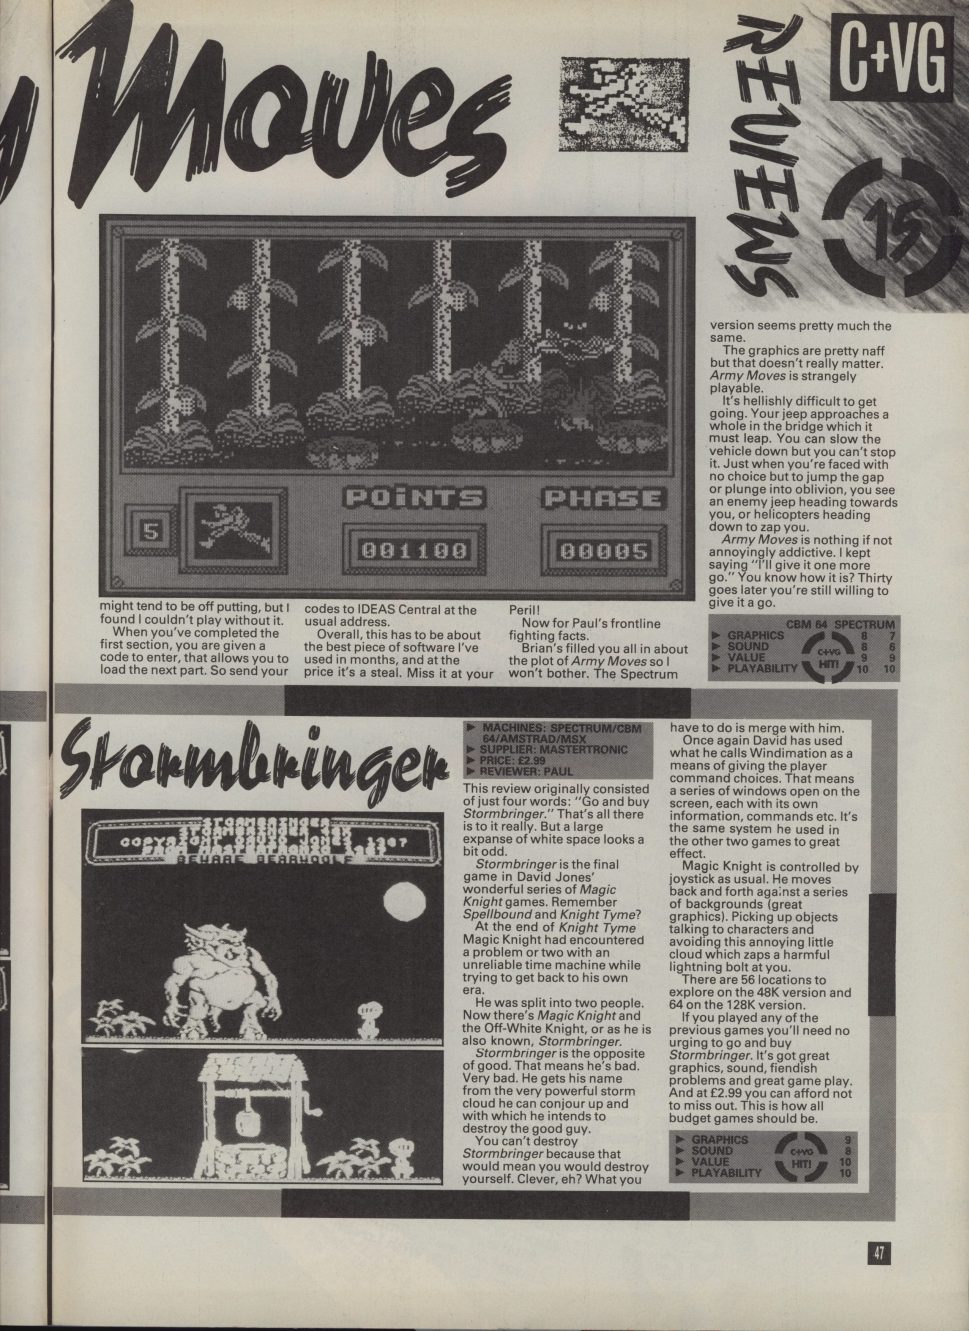 Moves
REVIEWS
C+VG
15
POiNTS
PHASE
5
001100
00005
might tend to be off putting, but I
found I couldn't play without it.
When you've completed the
first section, you are given a
code to enter, that allows you to
load the next part. So send your
codes to IDEAS Central at the
usual address.
Overall, this has to be about
the best piece of software I've
used in months, and at the
price it's a steal. Miss it at your
Peril!
Now for Paul's frontline
fighting facts.
Brian's filled you all in about
the plot of Army Moves so I
won't bother. The Spectrum
version seems pretty much the
same.
The graphics are pretty naff
but that doesn't really matter.
Army Moves is strangely
playable.
It's hellishly difficult to get
going. Your jeep approaches a
whole in the bridge which it
must leap. You can slow the
vehicle down but you can't stop
it. Just when you're faced with
no choice but to jump the gap
or plunge into oblivion, you see
an enemy jeep heading towards
you, or helicopters heading
down to zap you.
Army Moves is nothing if not
annoyingly addictive. I kept
saying "I'll give it one more
go." You know how it is? Thirty
goes later you're still willing to
give it a go.
CBM 64 SPECTRUM
▶ GRAPHICS 8 7
▶ SOUND 8 6
▶ VALUE 9 9
▶ PLAYABILITY 10 10
C+VG
HIT!
Stormbringer
STORMBRINGER
STORMBRINGER 48K
COPYRIGHT DAVID JONES 1987
BEWARE BEARWOOLF
▶ MACHINES: SPECTRUM/CBM
64/AMSTRAD/MSX
▶ SUPPLIER: MASTERTRONIC
▶ PRICE: £2.99
▶ REVIEWER: PAUL
This review originally consisted
of just four words: "Go and buy
Stormbringer." That's all there
is to it really. But a large
expanse of white space looks a
bit odd.
Stormbringer is the final
game in David Jones'
wonderful series of Magic
Knight games. Remember
Spellbound and Knight Tyme?
At the end of Knight Tyme
Magic Knight had encountered
a problem or two with an
unreliable time machine while
trying to get back to his own
era.
He was split into two people.
Now there's Magic Knight and
the Off-White Knight, or as he is
also known, Stormbringer.
Stormbringer is the opposite
of good. That means he's bad.
Very bad. He gets his name
from the very powerful storm
cloud he can conjour up and
with which he intends to
destroy the good guy.
You can't destroy
Stormbringer because that
would mean you would destroy
yourself. Clever, eh? What you
have to do is merge with him.
Once again David has used
what he calls Windimation as a
means of giving the player
command choices. That means
a series of windows open on the
screen, each with its own
information, commands etc. It's
the same system he used in
the other two games to great
effect.
Magic Knight is controlled by
joystick as usual. He moves
back and forth against a series
of backgrounds (great
graphics). Picking up objects
talking to characters and
avoiding this annoying little
cloud which zaps a harmful
lightning bolt at you.
There are 56 locations to
explore on the 48K version and
64 on the 128K version.
If you played any of the
previous games you'll need no
urging to go and buy
Stormbringer. It's got great
graphics, sound, fiendish
problems and great game play.
And at £2.99 you can afford not
to miss out. This is how all
budget games should be.
▶ GRAPHICS 9
▶ SOUND 8
▶ VALUE 10
▶ PLAYABILITY 10
C+VG
HIT!
47